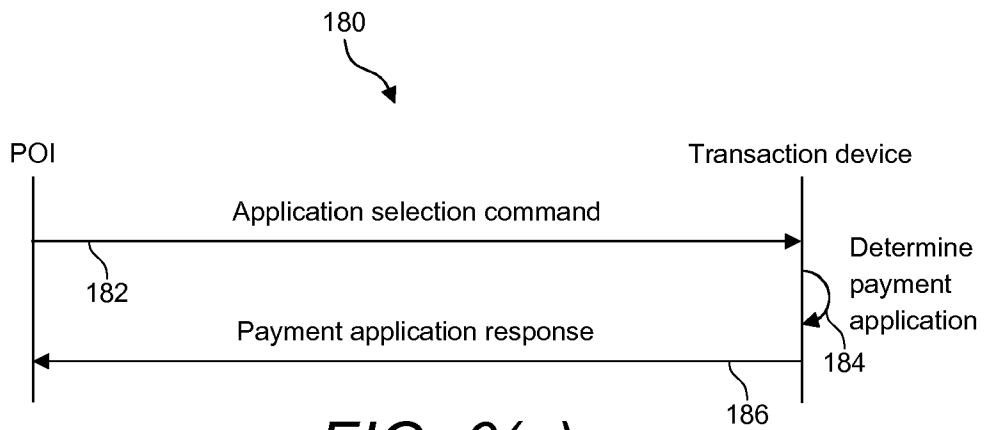 180
POI
Transaction device
Application selection command
182
Determine
payment
application
184
Payment application response
186